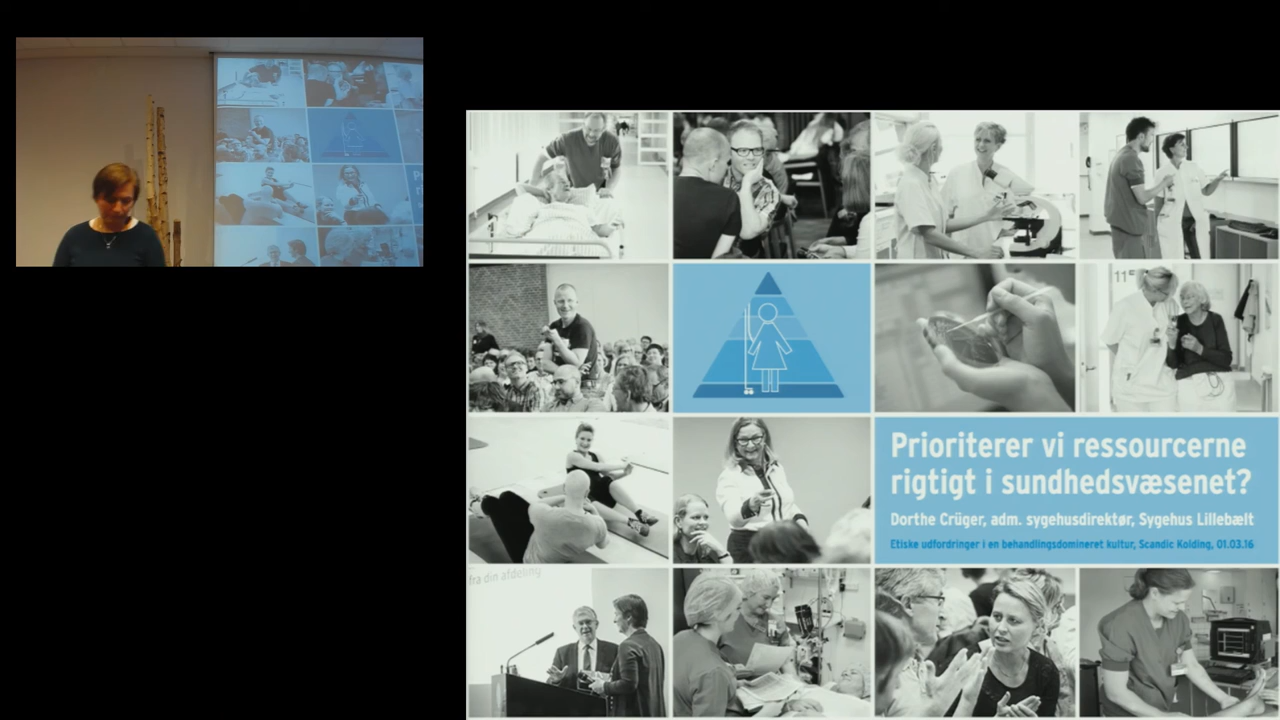 11
Prioriterer vi ressourcerne
rigtigt i sundhedsvæsenet?
Dorthe Crüger, adm. sygehusdirektør, Sygehus Lillebælt
Etiske udfordringer i en behandlingsdomineret kultur, Scandic Kolding, 01.03.16
fra din afdeling